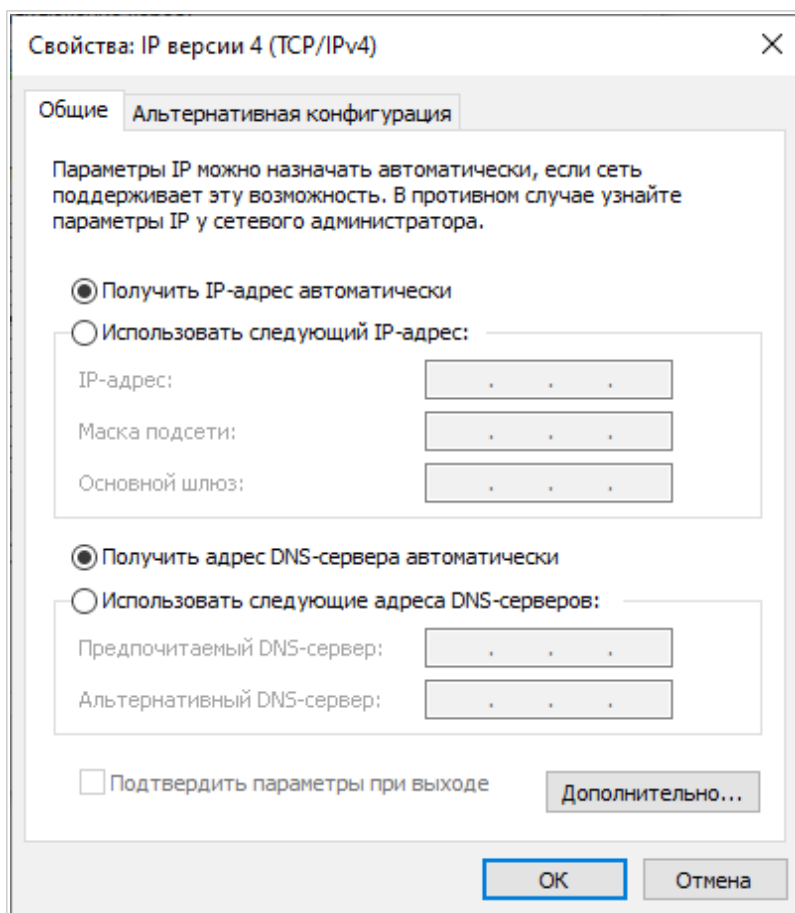 Свойства: IP версии 4 (TCP/IPv4)
Общие
Альтернативная конфигурация
Параметры IP можно назначать автоматически, если сеть
поддерживает эту возможность. В противном случае узнайте
параметры IP у сетевого администратора.
Получить IP-адрес автоматически
Использовать следующий IP-адрес:
IP-адрес:
Маска подсети:
Основной шлюз:
Получить адрес DNS-сервера автоматически
Использовать следующие адреса DNS-серверов:
Предпочитаемый DNS-сервер:
Альтернативный DNS-сервер:
Подтвердить параметры при выходе
Дополнительно...
ОК
Отмена